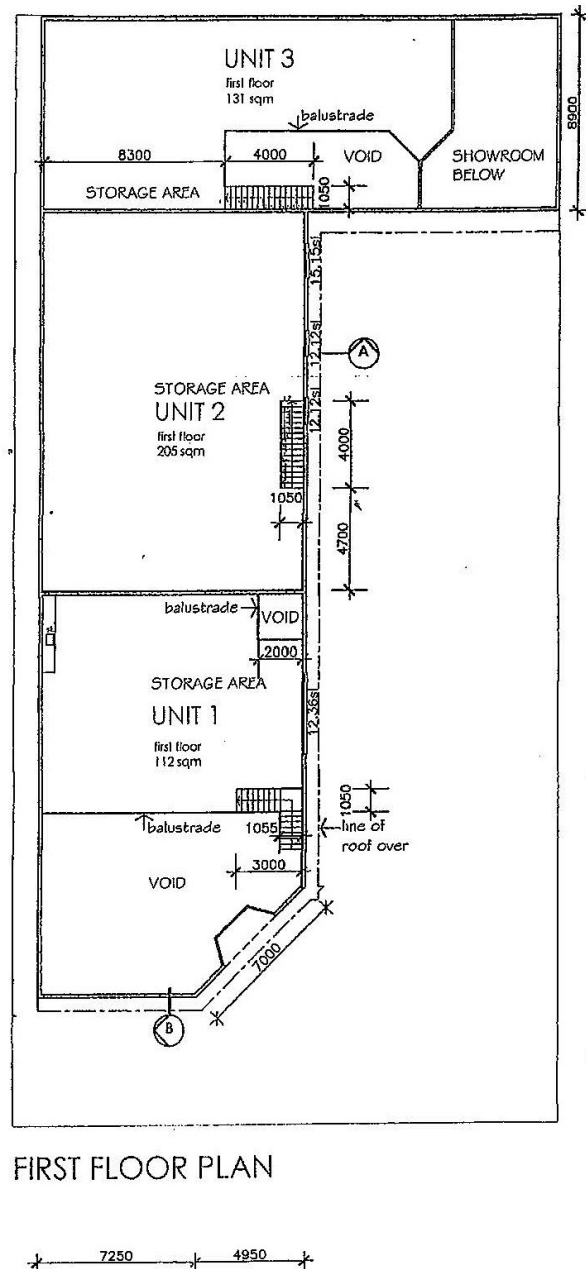 UNIT 3
first floor
131 sqm
balustrade
8900
8300
4000
VOID
SHOWROOM
BELOW
STORAGE AREA
1050
15.15sl
12.12sl
A
12.12sl
STORAGE AREA
UNIT 2
first floor
205 sqm
4000
1050
4700
balustrade
VOID
2000
STORAGE AREA
12.36sl
UNIT 1
first floor
112 sqm
1050
balustrade
1055
line of
roof over
3000
VOID
7000
B
FIRST FLOOR PLAN
7250
4950